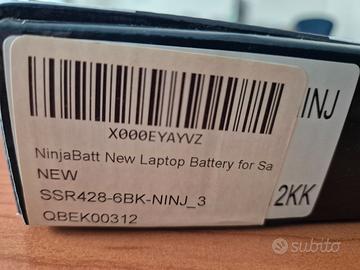 X000EYAYVZ
NinjaBatt New Laptop Battery for Sa
NEW
SSR428-6BK-NINJ_3
QBEK00312
INJ
2KK
subito